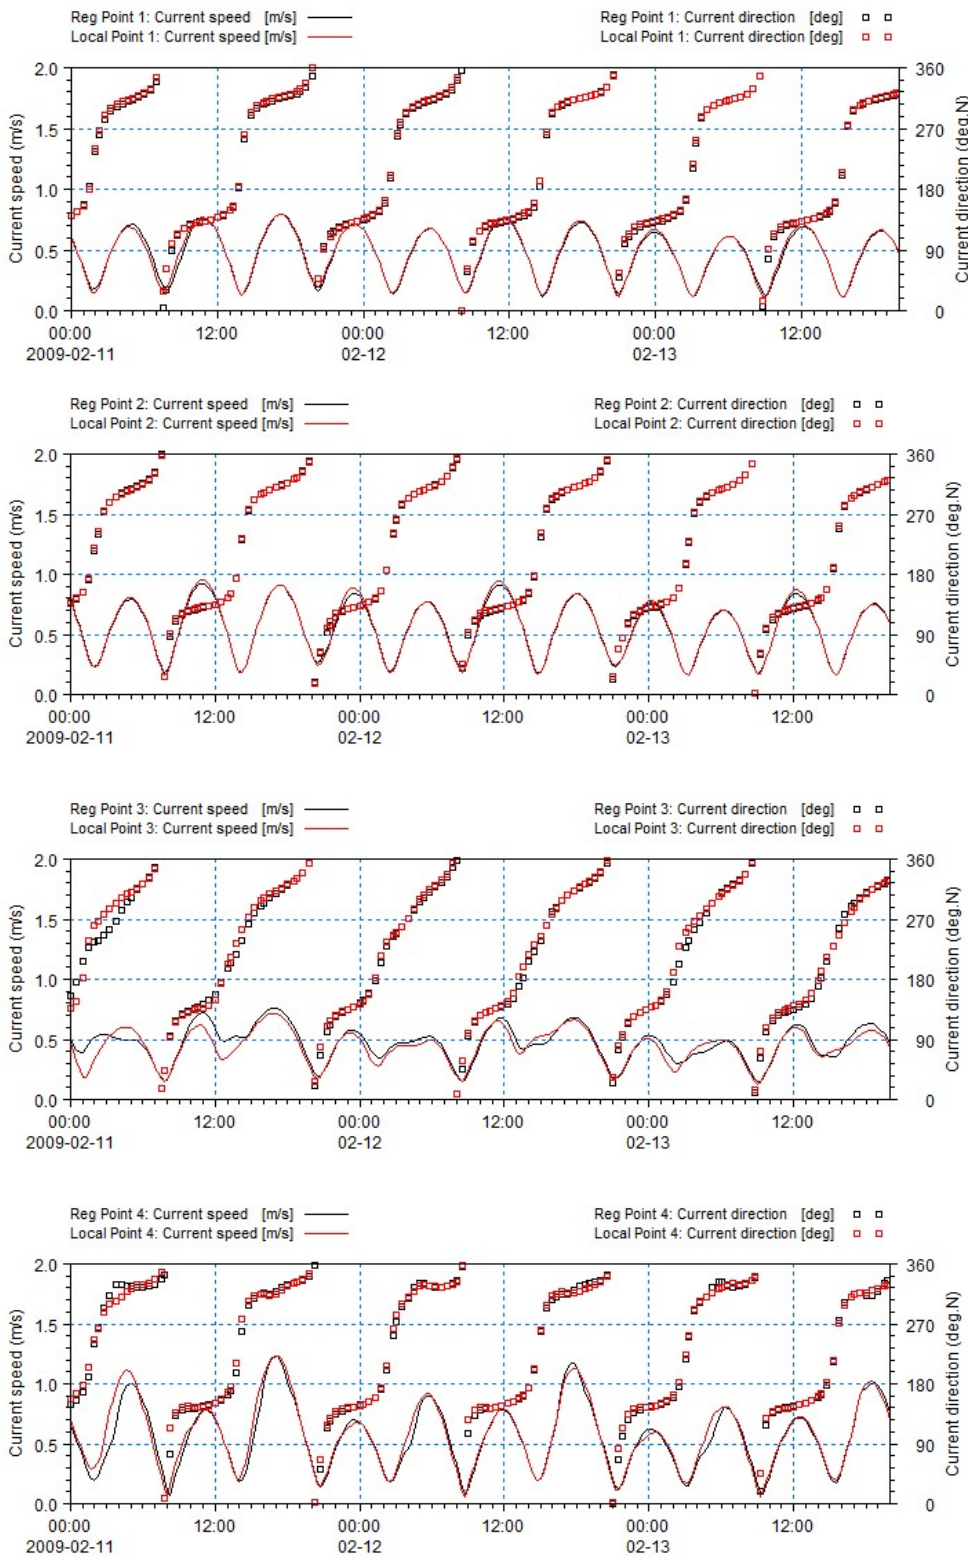 Reg Point 1: Current speed [m/s] Reg Point 1: Current direction [deg]
Local Point 1: Current speed [m/s] Local Point 1: Current direction [deg]
Current speed (m/s)
2.0 360
1.5 270
1.0 180
0.5 90
0.0 0
Current direction (deg.N)
00:00 12:00 00:00 12:00 00:00 12:00
2009-02-11 02-12 02-13
Reg Point 2: Current speed [m/s] Reg Point 2: Current direction [deg]
Local Point 2: Current speed [m/s] Local Point 2: Current direction [deg]
Current speed (m/s)
2.0 360
1.5 270
1.0 180
0.5 90
0.0 0
Current direction (deg.N)
00:00 12:00 00:00 12:00 00:00 12:00
2009-02-11 02-12 02-13
Reg Point 3: Current speed [m/s] Reg Point 3: Current direction [deg]
Local Point 3: Current speed [m/s] Local Point 3: Current direction [deg]
Current speed (m/s)
2.0 360
1.5 270
1.0 180
0.5 90
0.0 0
Current direction (deg.N)
00:00 12:00 00:00 12:00 00:00 12:00
2009-02-11 02-12 02-13
Reg Point 4: Current speed [m/s] Reg Point 4: Current direction [deg]
Local Point 4: Current speed [m/s] Local Point 4: Current direction [deg]
Current speed (m/s)
2.0 360
1.5 270
1.0 180
0.5 90
0.0 0
Current direction (deg.N)
00:00 12:00 00:00 12:00 00:00 12:00
2009-02-11 02-12 02-13